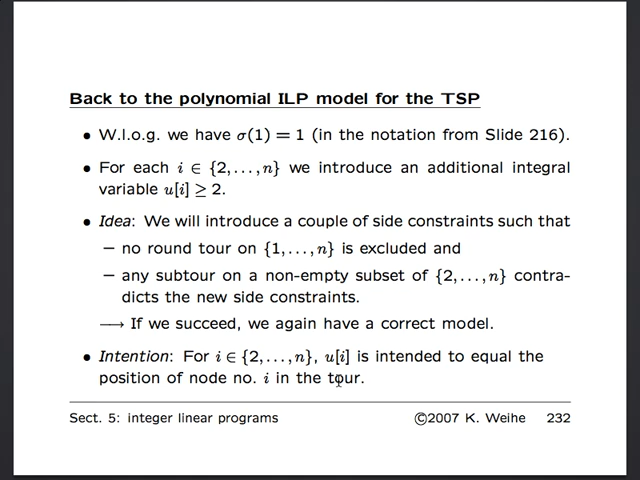 Back to the polynomial ILP model for the TSP
• W.l.o.g. we have σ(1) = 1 (in the notation from Slide 216).
• For each i ∈ {2,...,n} we introduce an additional integral
variable u[i] ≥ 2.
• Idea: We will introduce a couple of side constraints such that
– no round tour on {1,...,n} is excluded and
– any subtour on a non-empty subset of {2,...,n} contra-
dicts the new side constraints.
⟶ If we succeed, we again have a correct model.
• Intention: For i ∈ {2,...,n}, u[i] is intended to equal the
position of node no. i in the tour.
Sect. 5: integer linear programs ©2007 K. Weihe 232